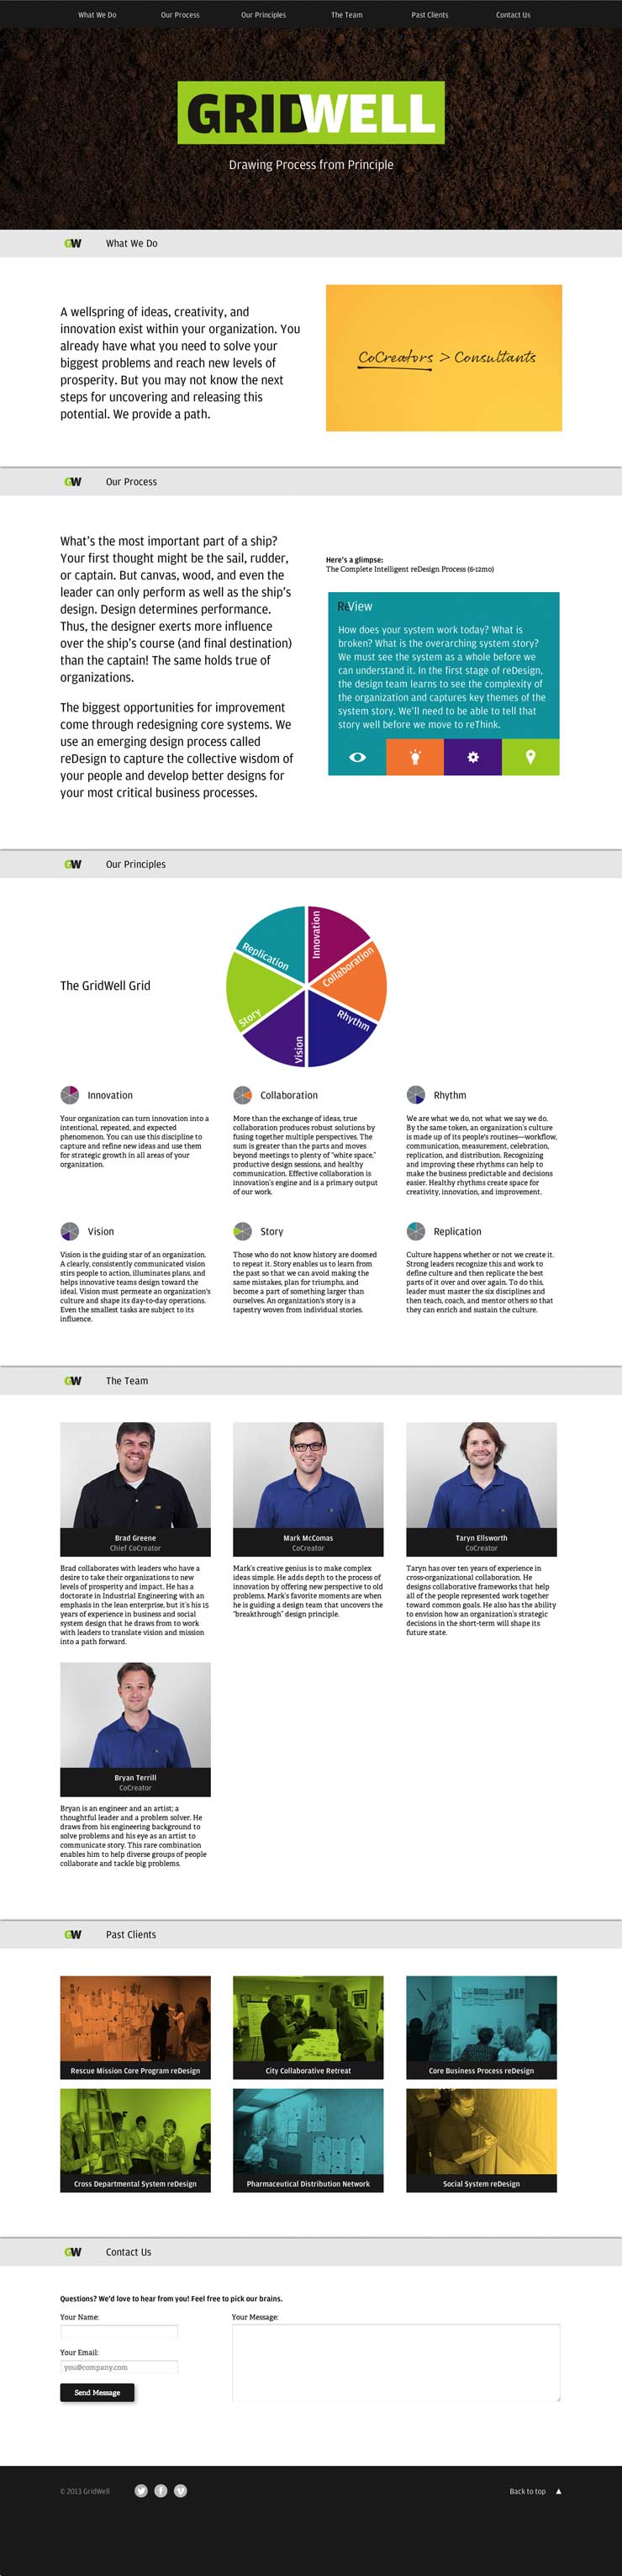 What We Do
Our Process
Our Principles
The Team
Past Clients
Contact Us
GRIDWELL
Drawing Process from Principle
GW What We Do
A wellspring of ideas, creativity, and
innovation exist within your organization. You
already have what you need to solve your
biggest problems and reach new levels of
prosperity. But you may not know the next
steps for uncovering and releasing this
potential. We provide a path.
CoCreators > Consultants
GW Our Process
What's the most important part of a ship?
Your first thought might be the sail, rudder,
or captain. But canvas, wood, and even the
leader can only perform as well as the ship's
design. Design determines performance.
Thus, the designer exerts more influence
over the ship's course (and final destination)
than the captain! The same holds true of
organizations.
The biggest opportunities for improvement
come through redesigning core systems. We
use an emerging design process called
reDesign to capture the collective wisdom of
your people and develop better designs for
your most critical business processes.
Here's a glimpse:
The Complete Intelligent reDesign Process (6-12mo)
ReView
How does your system work today? What is
broken? What is the overarching system story?
We must see the system as a whole before we
can understand it. In the first stage of reDesign,
the design team learns to see the complexity of
the organization and captures key themes of the
system story. We'll need to be able to tell that
story well before we move to reThink.
GW Our Principles
The GridWell Grid
Innovation
Collaboration
Rhythm
Vision
Story
Replication
Innovation
Your organization can turn innovation into a
intentional, repeated, and expected
phenomenon. You can use this discipline to
capture and refine new ideas and use them
for strategic growth in all areas of your
organization.
Collaboration
More than the exchange of ideas, true
collaboration produces robust solutions by
fusing together multiple perspectives. The
sum is greater than the parts and moves
beyond meetings to plenty of "white space,"
productive design sessions, and healthy
communication. Effective collaboration is
innovation's engine and is a primary output
of our work.
Rhythm
We are what we do, not what we say we do.
By the same token, an organization's culture
is made up of its people's routines—workflow,
communication, measurement, celebration,
replication, and distribution. Recognizing
and improving these rhythms can help to
make the business predictable and decisions
easier. Healthy rhythms create space for
creativity, innovation, and improvement.
Vision
Vision is the guiding star of an organization.
A clearly, consistently communicated vision
stirs people to action, illuminates plans, and
helps innovative teams design toward the
ideal. Vision must permeate an organization's
culture and shape its day-to-day operations.
Even the smallest tasks are subject to its
influence.
Story
Those who do not know history are doomed
to repeat it. Story enables us to learn from
the past so that we can avoid making the
same mistakes, plan for triumphs, and
become a part of something larger than
ourselves. An organization's story is a
tapestry woven from individual stories.
Replication
Culture happens whether or not we create it.
Strong leaders recognize this and work to
define culture and then replicate the best
parts of it over and over again. To do this,
leader must master the six disciplines and
then teach, coach, and mentor others so that
they can enrich and sustain the culture.
GW The Team
Brad Greene
Chief CoCreator
Brad collaborates with leaders who have a
desire to take their organizations to new
levels of prosperity and impact. He has a
doctorate in Industrial Engineering with an
emphasis in the lean enterprise, but it's his 15
years of experience in business and social
system design that he draws from to work
with leaders to translate vision and mission
into a path forward.
Mark McComas
CoCreator
Mark's creative genius is to make complex
ideas simple. He adds depth to the process of
innovation by offering new perspective to old
problems. Mark's favorite moments are when
he is guiding a design team that uncovers the
"breakthrough" design principle.
Taryn Ellsworth
CoCreator
Taryn has over ten years of experience in
cross-organizational collaboration. He
designs collaborative frameworks that help
all of the people represented work together
toward common goals. He also has the ability
to envision how an organization's strategic
decisions in the short-term will shape its
future state.
Bryan Terrill
CoCreator
Bryan is an engineer and an artist; a
thoughtful leader and a problem solver. He
draws from his engineering background to
solve problems and his eye as an artist to
communicate story. This rare combination
enables him to help diverse groups of people
collaborate and tackle big problems.
GW Past Clients
Rescue Mission Core Program reDesign
City Collaborative Retreat
Core Business Process reDesign
Cross Departmental System reDesign
Pharmaceutical Distribution Network
Social System reDesign
GW Contact Us
Questions? We'd love to hear from you! Feel free to pick our brains.
Your Name:
Your Email:
you@company.com
Send Message
Your Message:
© 2013 GridWell
Back to top ▲